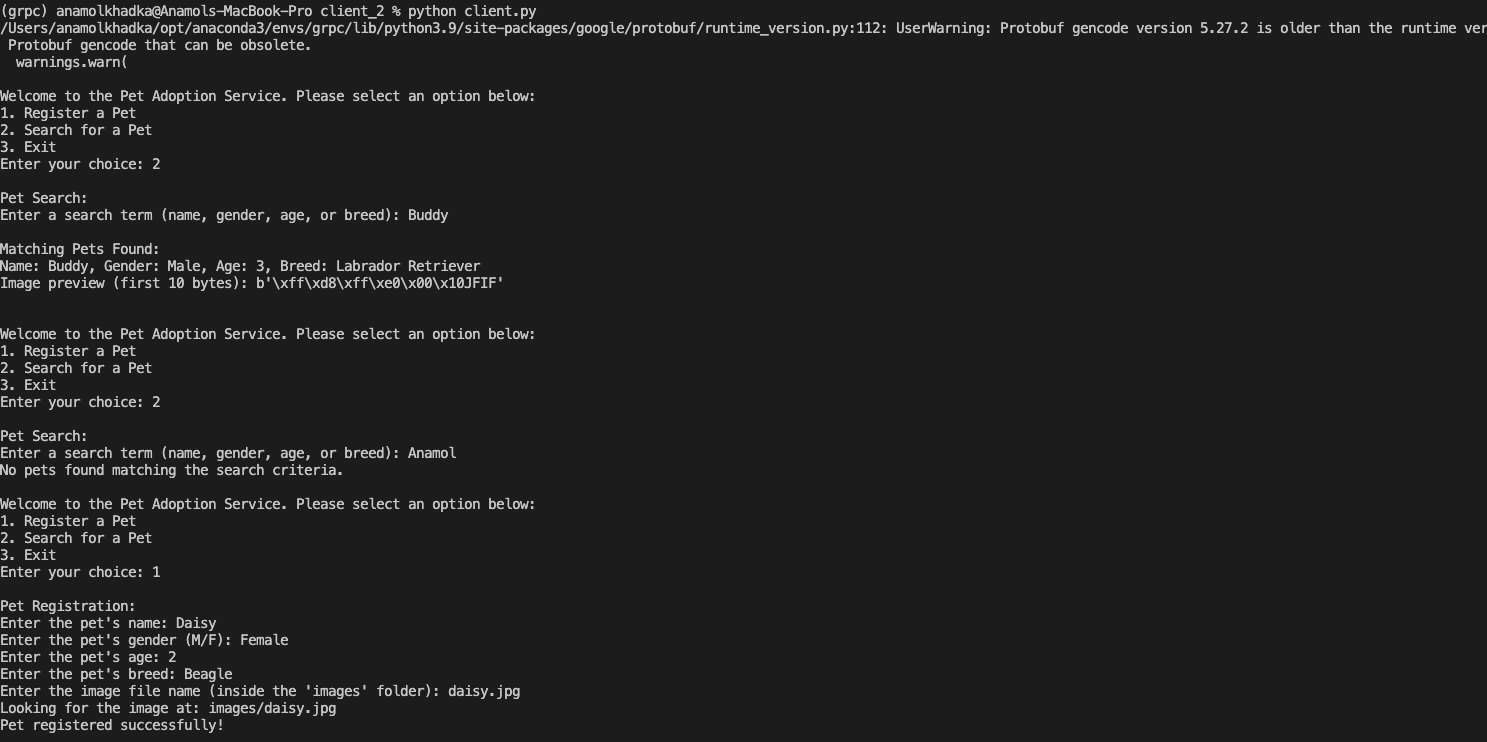 (grpc) anamolkhadka@Anamols-MacBook-Pro client_2 % python client.py
/Users/anamolkhadka/opt/anaconda3/envs/grpc/lib/python3.9/site-packages/google/protobuf/runtime_version.py:112: UserWarning: Protobuf gencode version 5.27.2 is older than the runtime ver
Protobuf gencode that can be obsolete.
warnings.warn(
Welcome to the Pet Adoption Service. Please select an option below:
1. Register a Pet
2. Search for a Pet
3. Exit
Enter your choice: 2
Pet Search:
Enter a search term (name, gender, age, or breed): Buddy
Matching Pets Found:
Name: Buddy, Gender: Male, Age: 3, Breed: Labrador Retriever
Image preview (first 10 bytes): b'\xff\xd8\xff\xe0\x00\x10JFIF'
Welcome to the Pet Adoption Service. Please select an option below:
1. Register a Pet
2. Search for a Pet
3. Exit
Enter your choice: 2
Pet Search:
Enter a search term (name, gender, age, or breed): Anamol
No pets found matching the search criteria.
Welcome to the Pet Adoption Service. Please select an option below:
1. Register a Pet
2. Search for a Pet
3. Exit
Enter your choice: 1
Pet Registration:
Enter the pet's name: Daisy
Enter the pet's gender (M/F): Female
Enter the pet's age: 2
Enter the pet's breed: Beagle
Enter the image file name (inside the 'images' folder): daisy.jpg
Looking for the image at: images/daisy.jpg
Pet registered successfully!